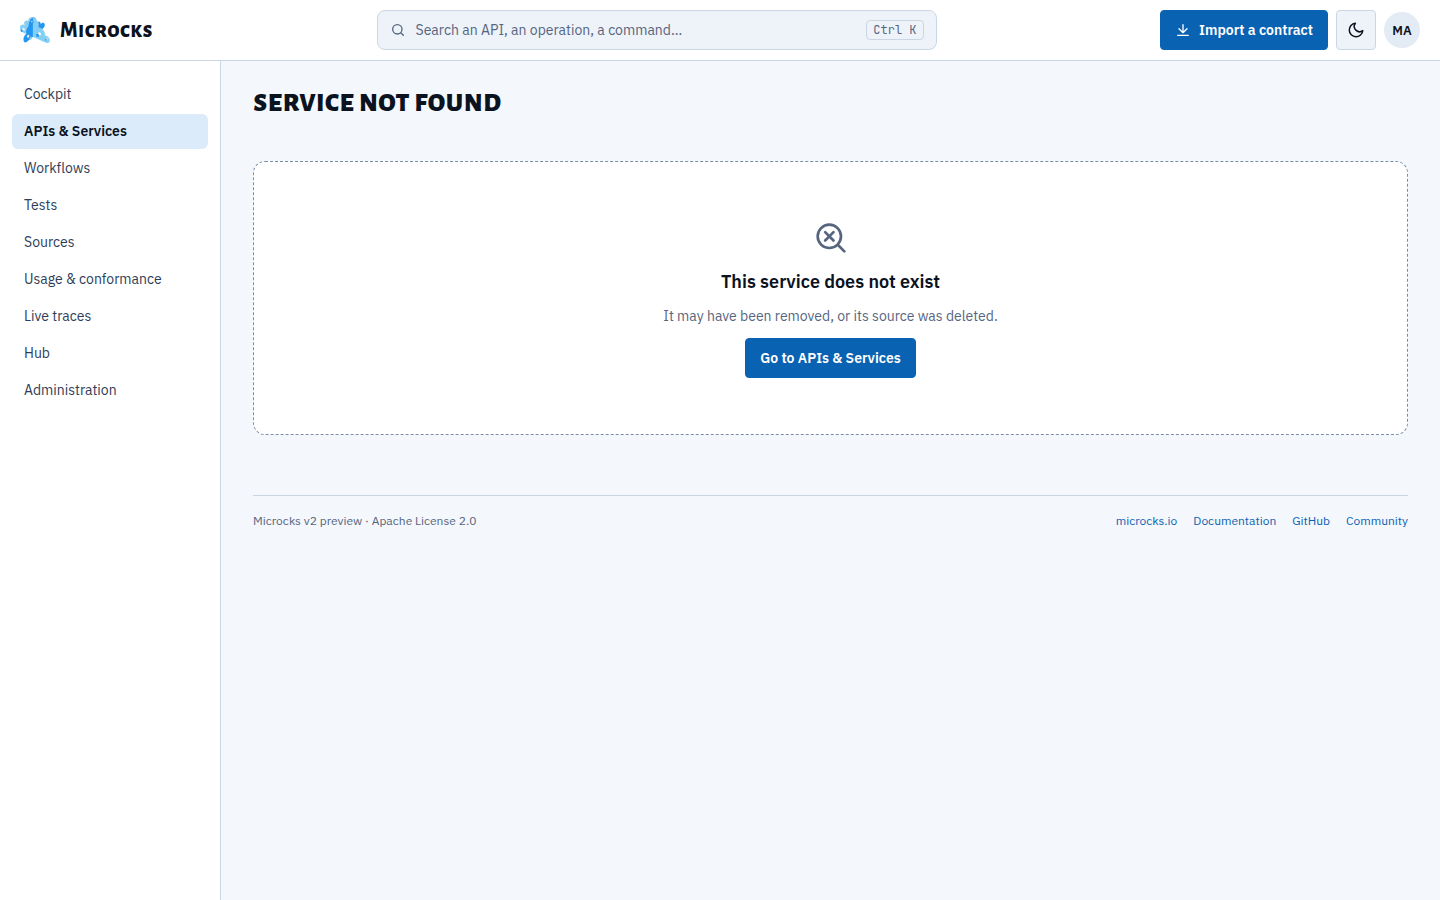 Microcks
Search an API, an operation, a command...
Ctrl K
Import a contract
MA
Cockpit
APIs & Services
Workflows
Tests
Sources
Usage & conformance
Live traces
Hub
Administration
SERVICE NOT FOUND
This service does not exist
It may have been removed, or its source was deleted.
Go to APIs & Services
Microcks v2 preview · Apache License 2.0
microcks.io
Documentation
GitHub
Community